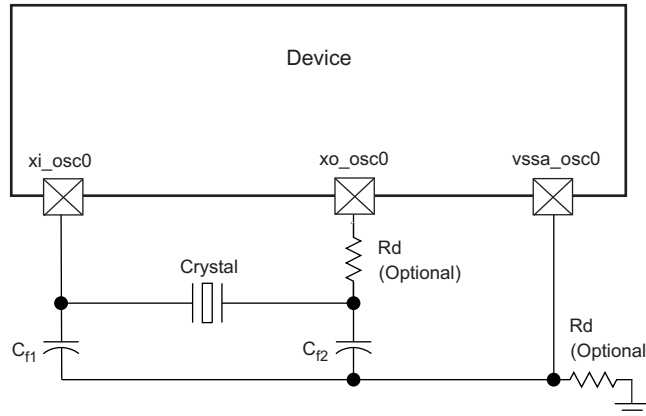 Device
xi_osc0
xo_osc0
vssa_osc0
Rd
(Optional)
Crystal
Cf1
Cf2
Rd
(Optional